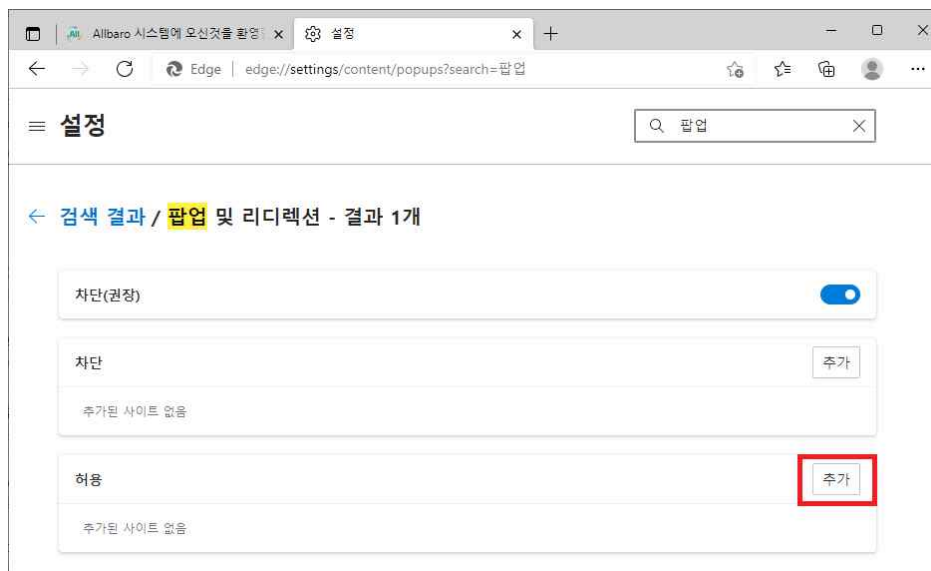 Allbaro 시스템에 오신것을 환영
설정
Edge | edge://settings/content/popups?search=팝업
설정
팝업
검색 결과 / 팝업 및 리디렉션 - 결과 1개
차단(권장)
차단
추가
추가된 사이트 없음
허용
추가
추가된 사이트 없음